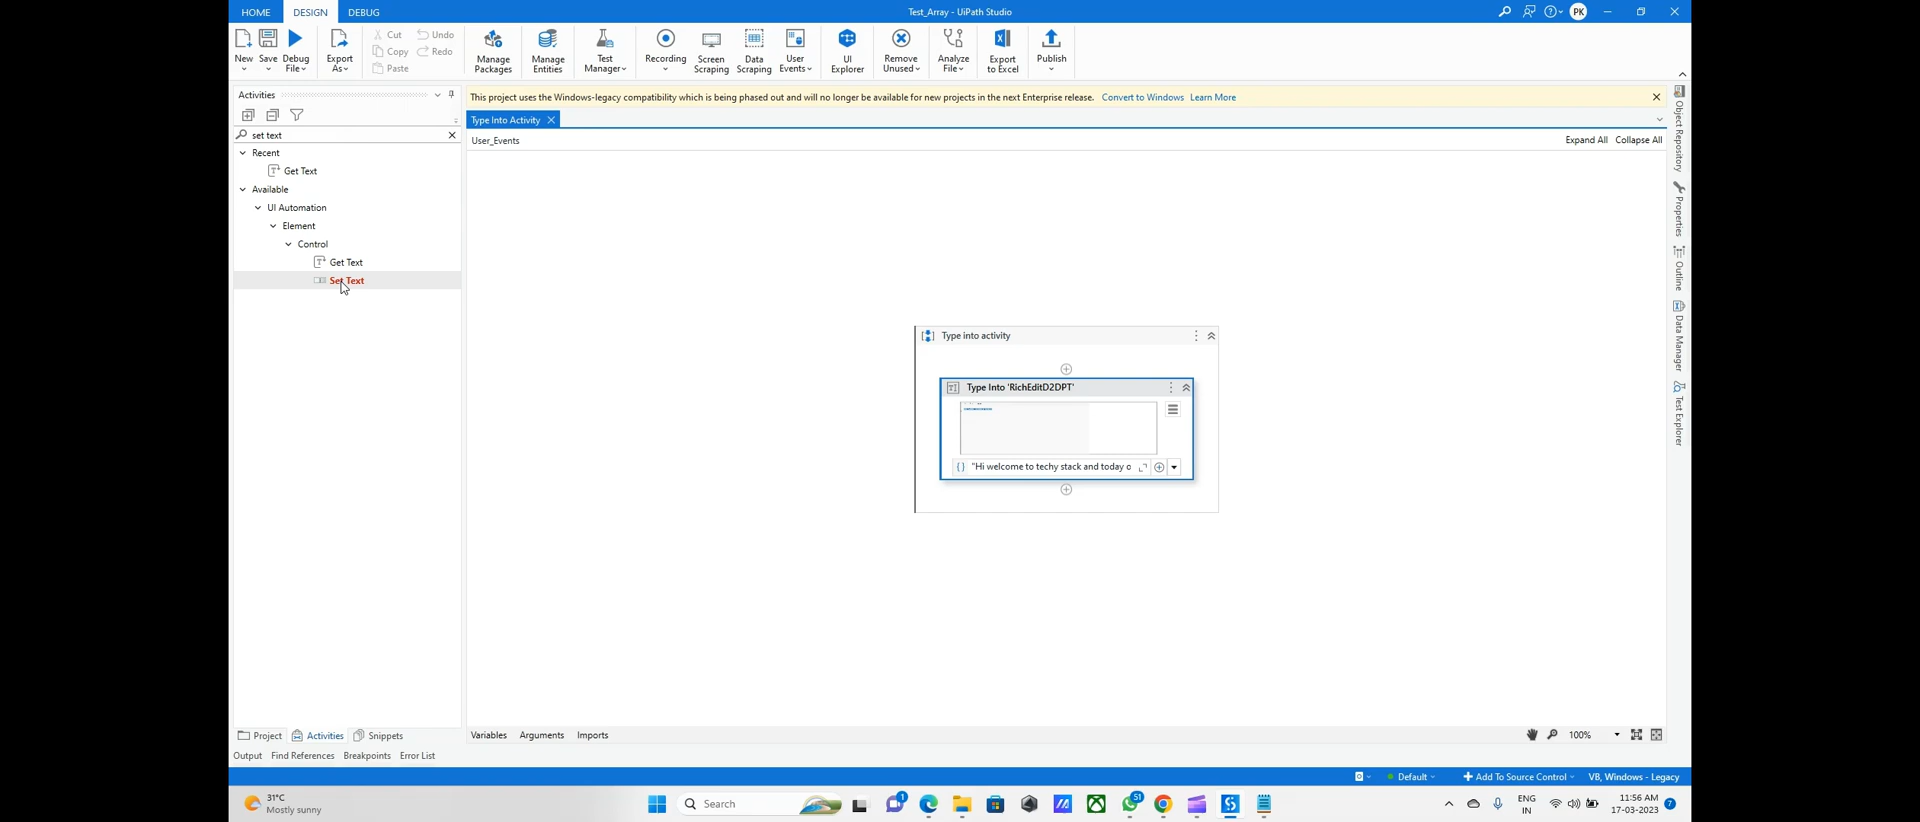 HOME DESIGN DEBUG
Test_Array - UiPath Studio
PK
New Save Debug File Export As
Cut Copy Paste
Undo Redo
Manage Packages
Manage Entities
Test Manager
Recording
Screen Scraping
Data Scraping
User Events
UI Explorer
Remove Unused
Analyze File
Export to Excel
Publish
Activities
This project uses the Windows-legacy compatibility which is being phased out and will no longer be available for new projects in the next Enterprise release. Convert to Windows Learn More
Type Into Activity
set text
User_Events
Expand All Collapse All
Recent
Get Text
Available
UI Automation
Element
Control
Get Text
Set Text
Type into activity
Type Into 'RichEditD2DPT'
"Hi welcome to techy stack and today o
Object Repository
Properties
Outline
Data Manager
Test Explorer
Project Activities Snippets
Variables Arguments Imports
100%
Output Find References Breakpoints Error List
0 Default Add To Source Control VB, Windows - Legacy
31°C
Mostly sunny
Search
1
51
ENG
IN
11:56 AM
17-03-2023
7